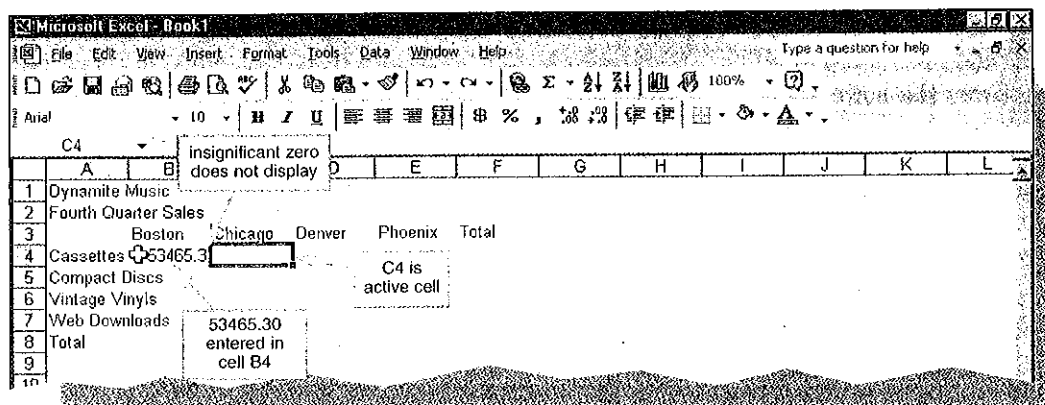 Microsoft Excel - Book1
File Edit View Insert Format Tools Data Window Help Type a question for help
100%
Arial 10 B I U $ % ,
C4
insignificant zero
does not display
A B D E F G H I J K L
1 Dynamite Music
2 Fourth Quarter Sales
3 Boston Chicago Denver Phoenix Total
4 Cassettes 53465.3
5 Compact Discs
6 Vintage Vinyls
7 Web Downloads
8 Total
9
10
C4 is
active cell
53465.30
entered in
cell B4